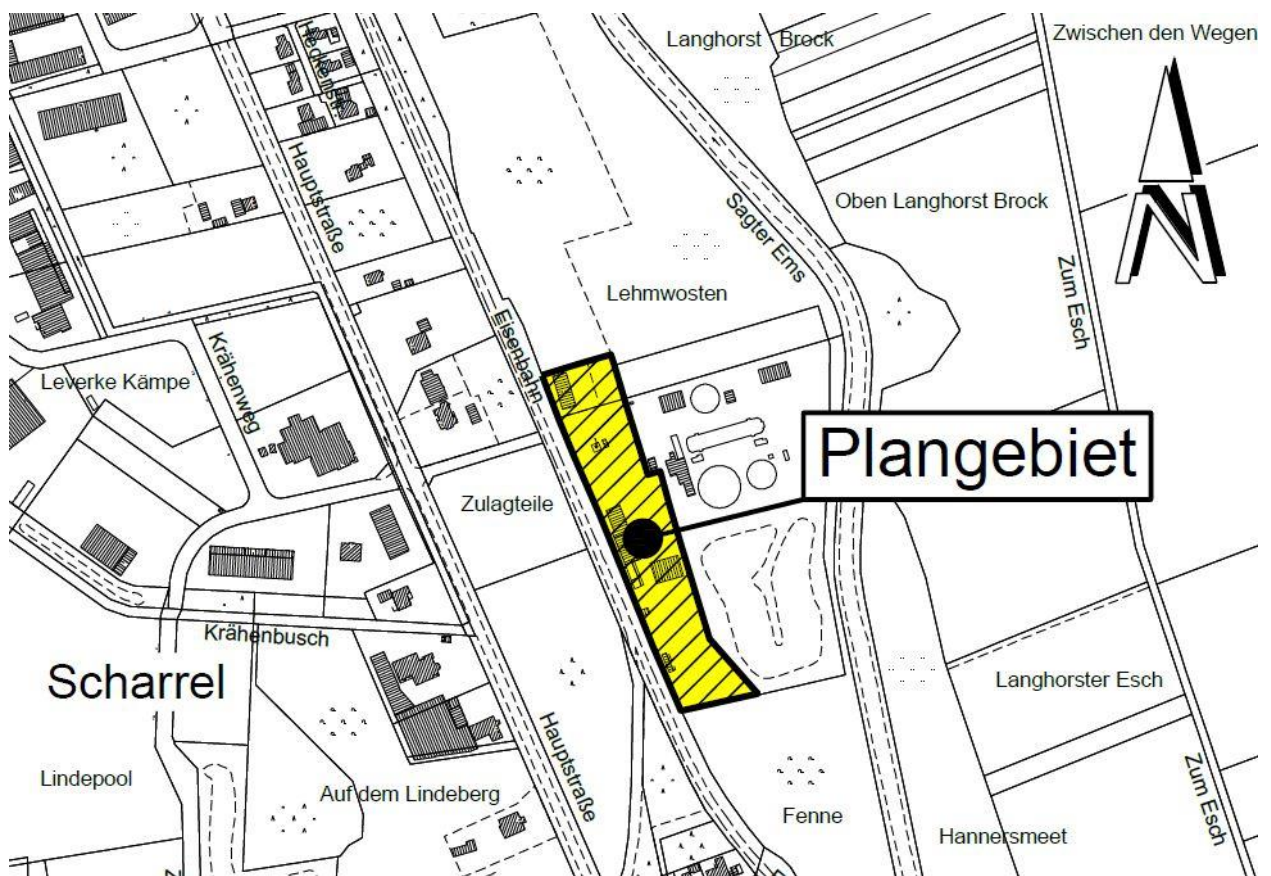 Langhorst Brock
Zwischen den Wegen
Heckenstr.
Hauptstraße
Oben Langhorst Brock
Sagter Ems
Zum Esch
Lehmwosten
Eisenbahn
Krähenweg
Leverke Kämpe
Plangebiet
Zulagteile
Krähenbusch
Scharrel
Langhorster Esch
Hauptstraße
Zum Esch
Lindepool
Auf dem Lindeberg
Fenne
Hannersmeet
N